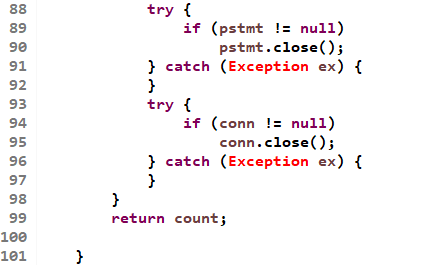 88             try {
89                 if (pstmt != null)
90                     pstmt.close();
91             } catch (Exception ex) {
92             }
93             try {
94                 if (conn != null)
95                     conn.close();
96             } catch (Exception ex) {
97             }
98         }
99         return count;
100
101     }